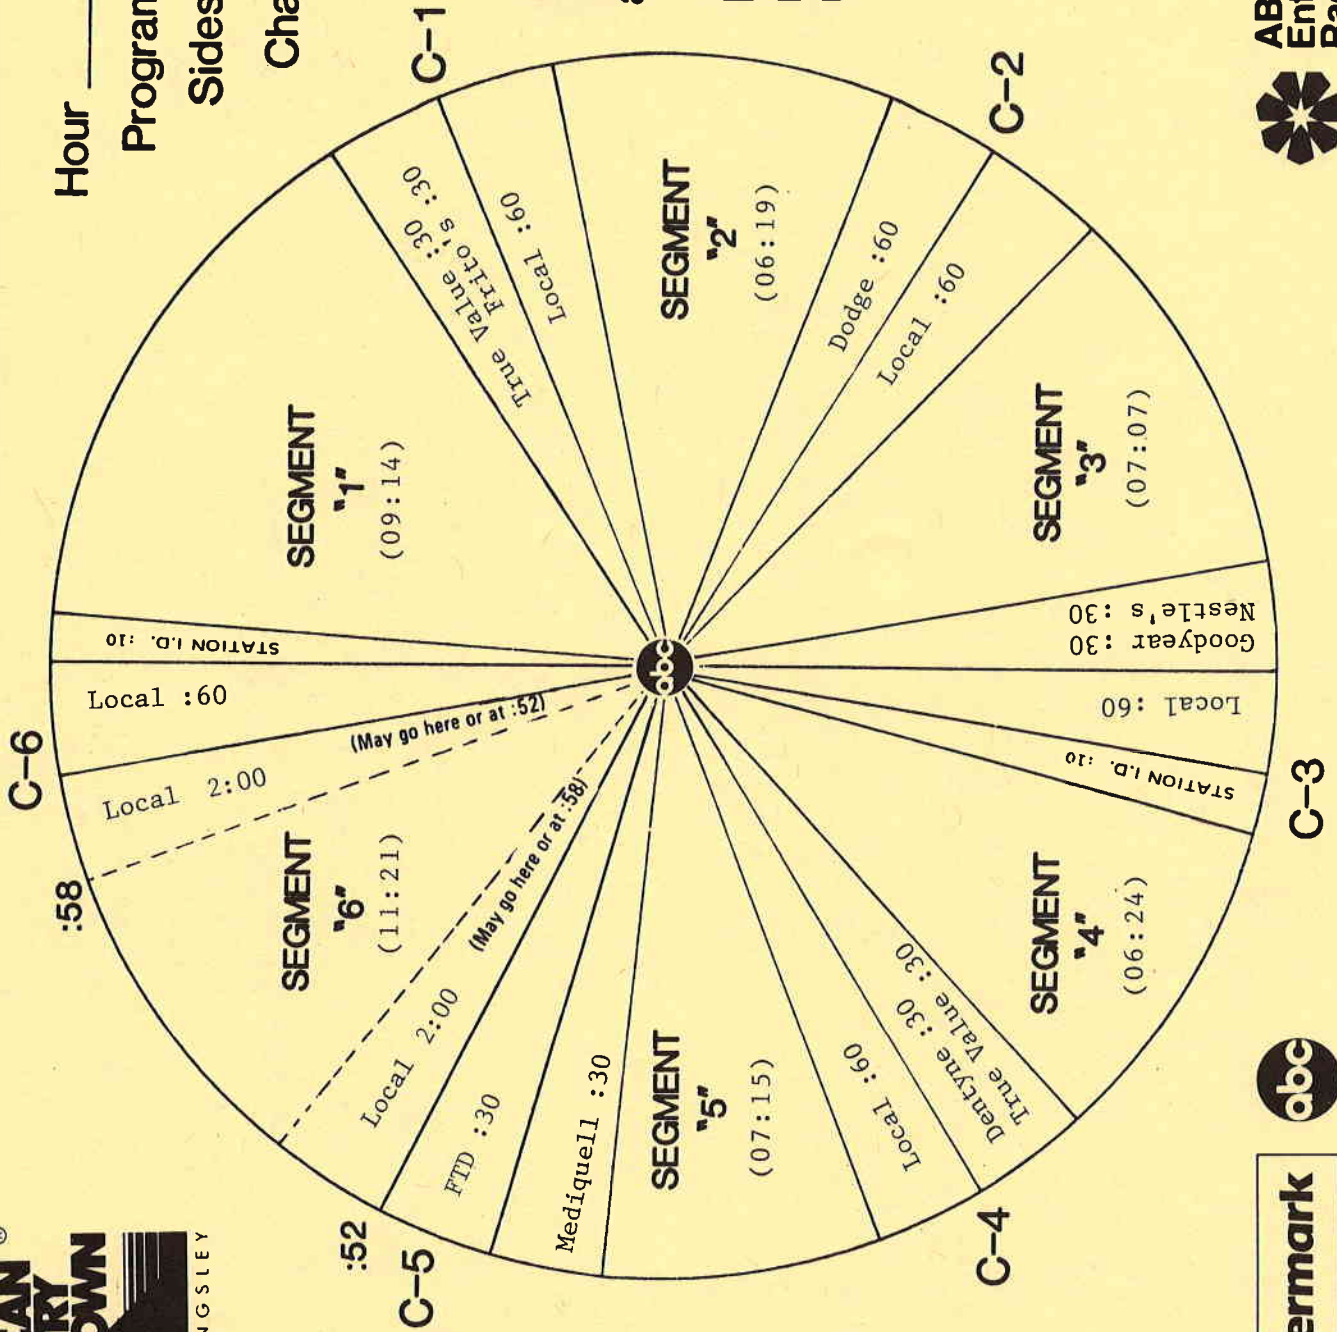 Hour
C-1
True Value :30
Frito's :30
Local :60
SEGMENT
"2"
(06:19)
Dodge :60
C-2
Local :60
SEGMENT
"3"
(07:07)
Nestle's :30
Goodyear :30
C-3
Local :60
STATION I.D. :10
SEGMENT
"4"
(06:24)
True Value :30
Dentyne :30
C-4
Local :60
SEGMENT
"5"
(07:15)
Mediquell :30
C-5
FTD :30
:52
Local 2:00
(May go here or at :58)
SEGMENT
"6"
(11:21)
:58
Local 2:00
(May go here or at :52)
C-6
Local :60
STATION I.D. :10
SEGMENT
"1"
(09:14)
abc
abc